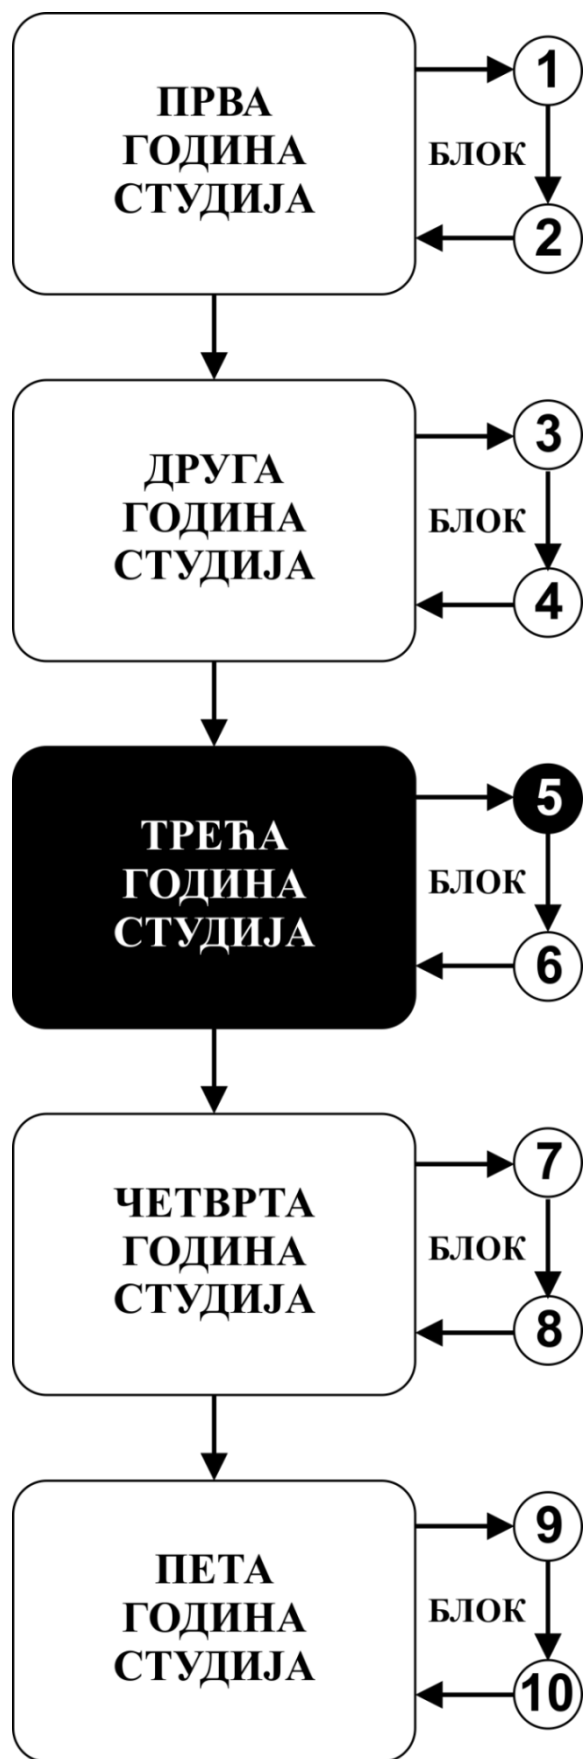 ПРВА
ГОДИНА
СТУДИЈА
1
БЛОК
2
ДРУГА
ГОДИНА
СТУДИЈА
3
БЛОК
4
ТРЕЋА
ГОДИНА
СТУДИЈА
5
БЛОК
6
ЧЕТВРТА
ГОДИНА
СТУДИЈА
7
БЛОК
8
ПЕТА
ГОДИНА
СТУДИЈА
9
БЛОК
10